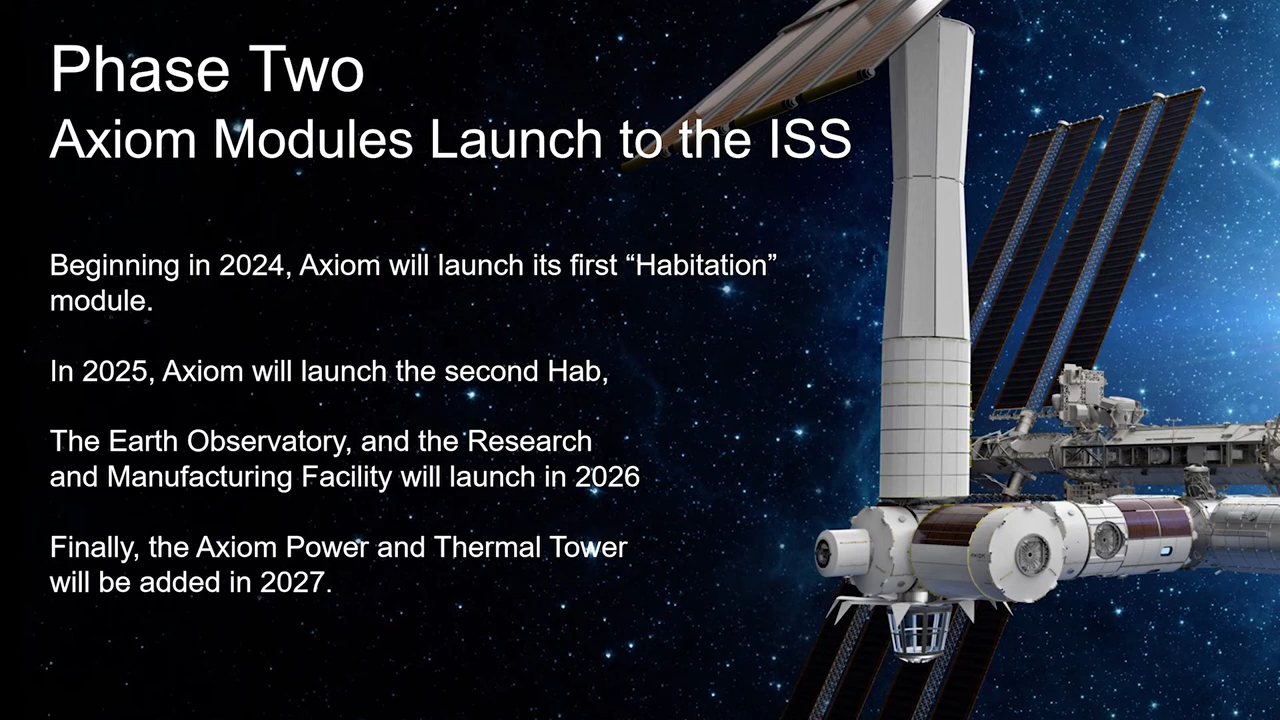 Phase Two
Axiom Modules Launch to the ISS
Beginning in 2024, Axiom will launch its first “Habitation”
module.
In 2025, Axiom will launch the second Hab,
The Earth Observatory, and the Research
and Manufacturing Facility will launch in 2026
Finally, the Axiom Power and Thermal Tower
will be added in 2027.
AXIOM